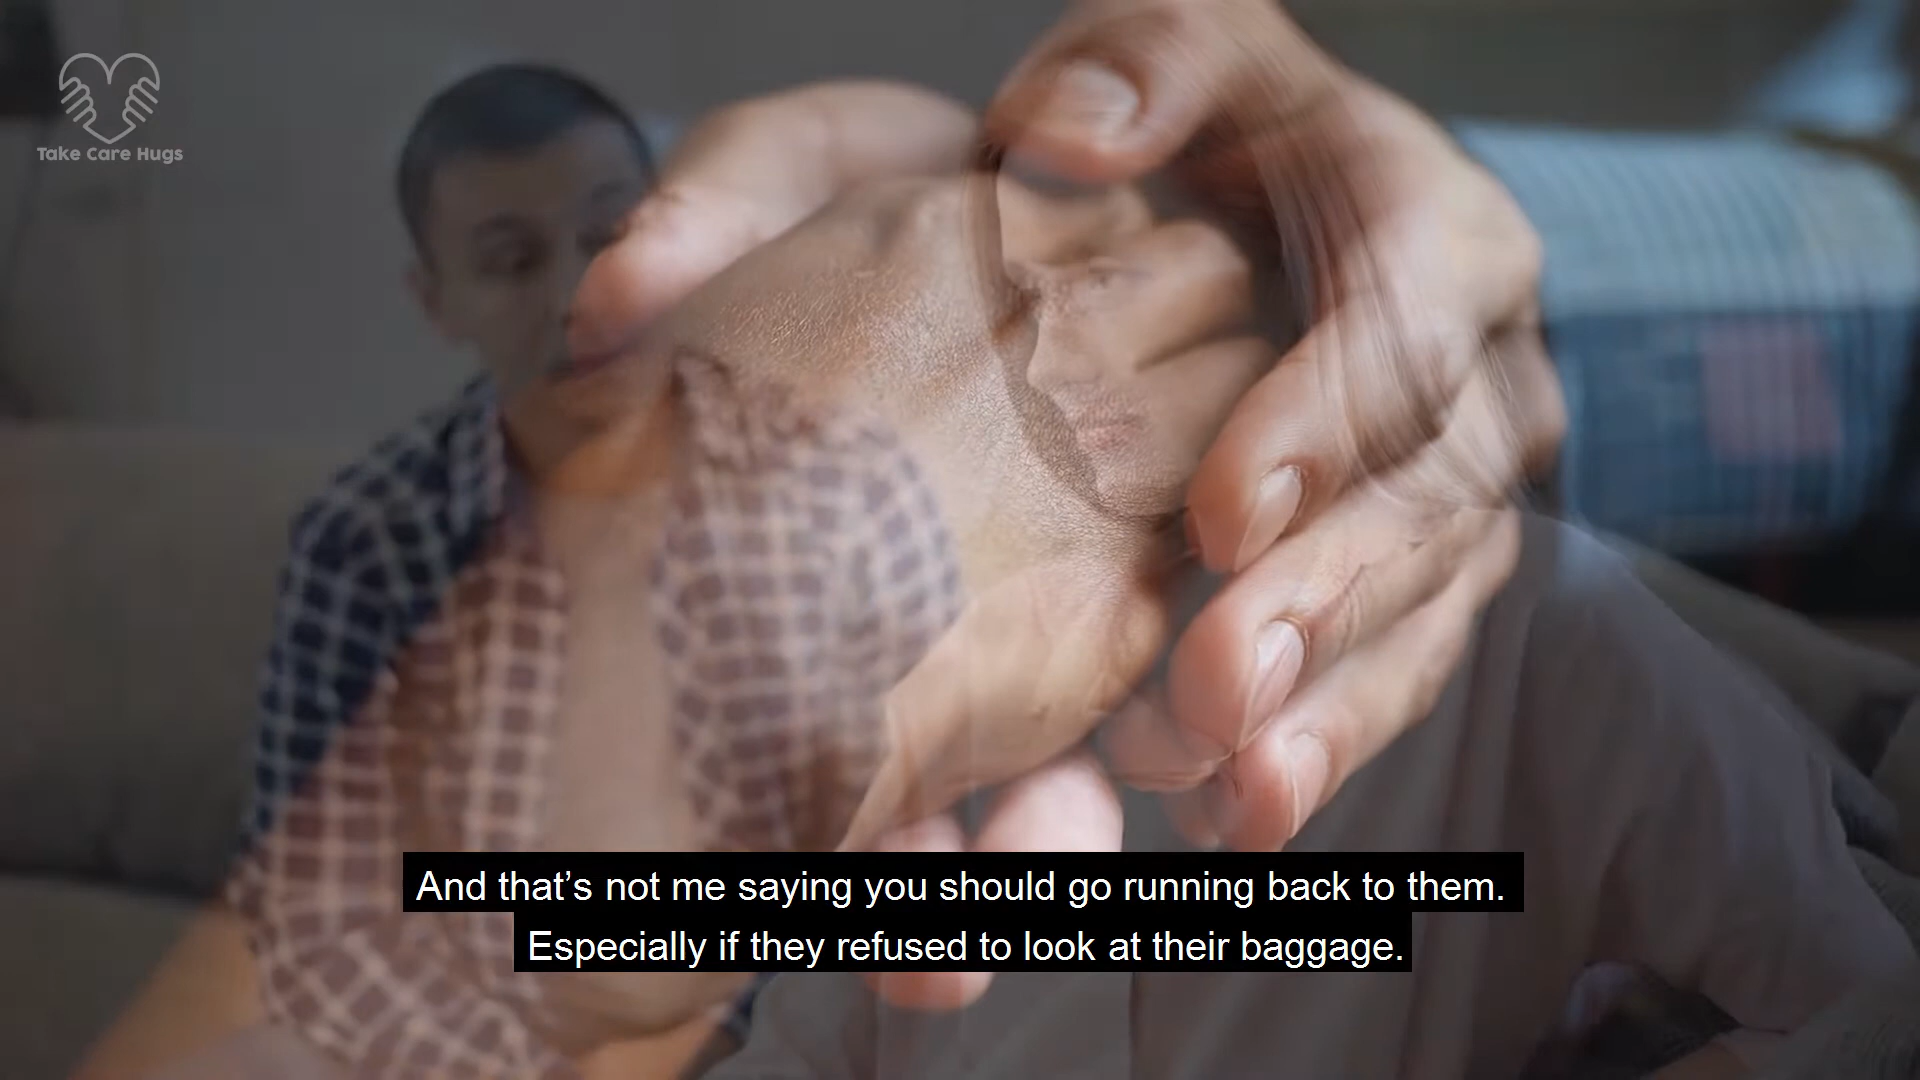 Take Care Hugs
And that’s not me saying you should go running back to them.
Especially if they refused to look at their baggage.